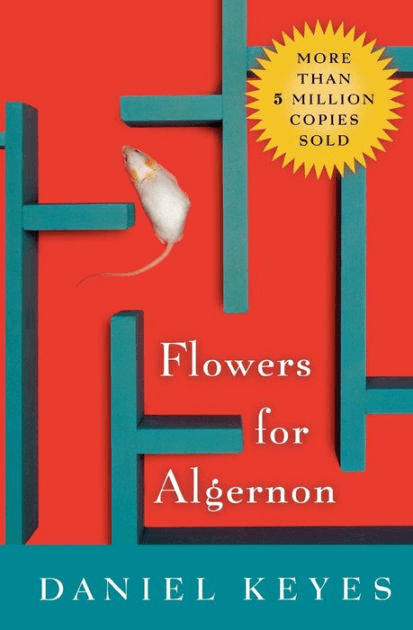 MORE
THAN
5 MILLION
COPIES
SOLD
Flowers
for
Algernon
DANIEL KEYES